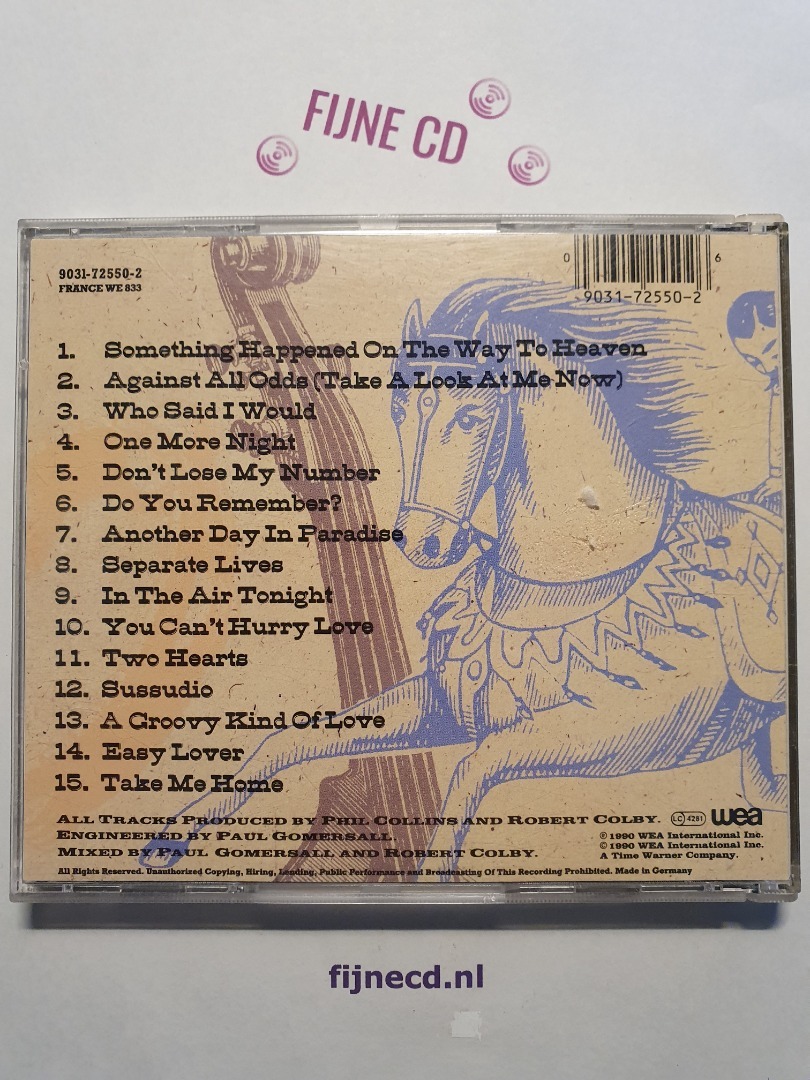 FIJNE CD
9031-72550-2
FRANCE WE 833
0
6
9031-72550-2
1. Something Happened On The Way To Heaven
2. Against All Odds (Take A Look At Me Now)
3. Who Said I Would
4. One More Night
5. Don't Lose My Number
6. Do You Remember?
7. Another Day In Paradise
8. Separate Lives
9. In The Air Tonight
10. You Can't Hurry Love
11. Two Hearts
12. Sussudio
13. A Groovy Kind Of Love
14. Easy Lover
15. Take Me Home
ALL TRACKS PRODUCED BY PHIL COLLINS AND ROBERT COLBY.
ENGINEERED BY PAUL GOMERSALL.
MIXED BY PAUL GOMERSALL AND ROBERT COLBY.
LC 4281 wea
℗ 1990 WEA International Inc.
© 1990 WEA International Inc.
A Time Warner Company.
All Rights Reserved. Unauthorized Copying, Hiring, Lending, Public Performance and Broadcasting Of This Recording Prohibited. Made in Germany
fijnecd.nl